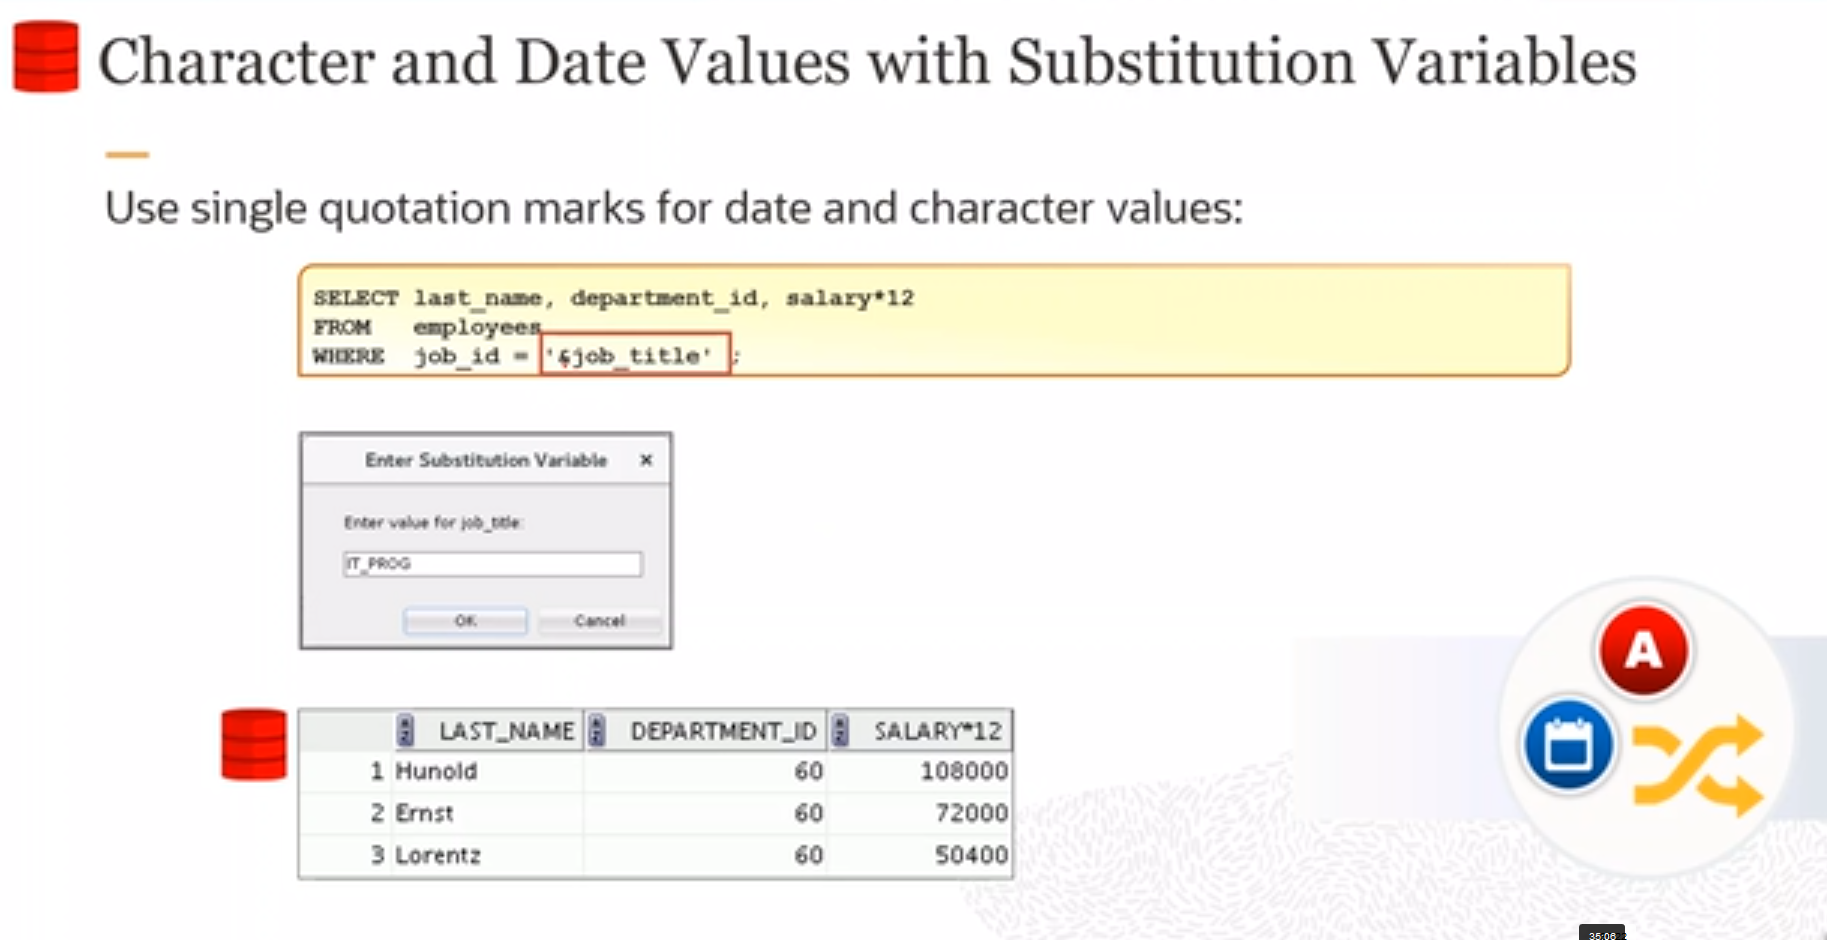 Character and Date Values with Substitution Variables
Use single quotation marks for date and character values:
SELECT last_name, department_id, salary*12
FROM employees
WHERE job_id = '&job_title' ;
Enter Substitution Variable ×
Enter value for job_title:
IT_PROG
OK Cancel
LAST_NAME DEPARTMENT_ID SALARY*12
1 Hunold 60 108000
2 Ernst 60 72000
3 Lorentz 60 50400
A
35:06